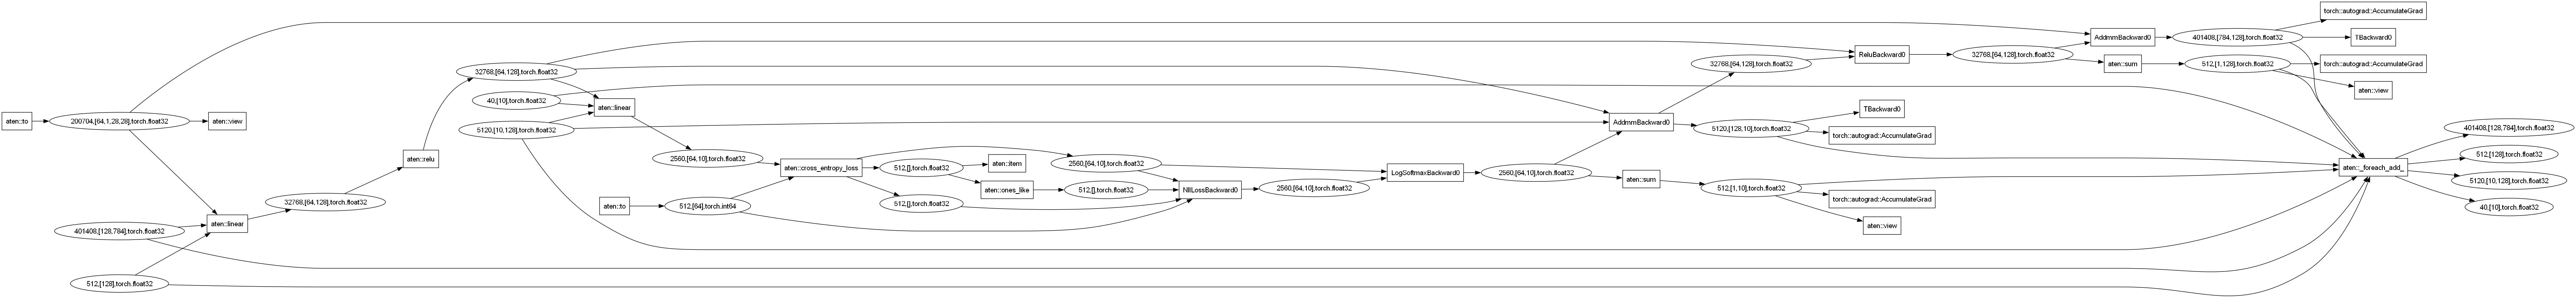 aten::to
200704,[64,1,28,28],torch.float32
aten::view
401408,[128,784],torch.float32
512,[128],torch.float32
aten::linear
32768,[64,128],torch.float32
aten::relu
32768,[64,128],torch.float32
40,[10],torch.float32
5120,[10,128],torch.float32
aten::linear
aten::to
2560,[64,10],torch.float32
512,[64],torch.int64
aten::cross_entropy_loss
512,[],torch.float32
512,[],torch.float32
aten::item
aten::ones_like
2560,[64,10],torch.float32
512,[],torch.float32
NllLossBackward0
2560,[64,10],torch.float32
LogSoftmaxBackward0
2560,[64,10],torch.float32
AddmmBackward0
aten::sum
32768,[64,128],torch.float32
5120,[128,10],torch.float32
512,[1,10],torch.float32
ReluBackward0
TBackward0
torch::autograd::AccumulateGrad
torch::autograd::AccumulateGrad
aten::view
32768,[64,128],torch.float32
AddmmBackward0
aten::sum
401408,[784,128],torch.float32
512,[1,128],torch.float32
torch::autograd::AccumulateGrad
TBackward0
torch::autograd::AccumulateGrad
aten::view
aten::_foreach_add_
401408,[128,784],torch.float32
512,[128],torch.float32
5120,[10,128],torch.float32
40,[10],torch.float32